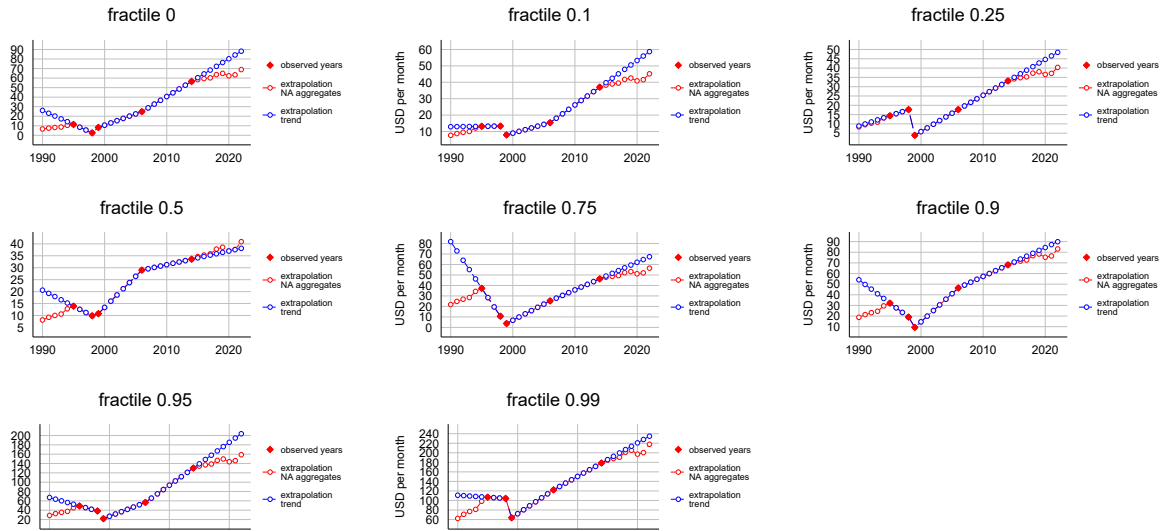 fractile 0
90
80
70
60
50
40
30
20
10
0
1990
2000
2010
2020
observed years
extrapolation
NA aggregates
extrapolation
trend
fractile 0.1
USD per month
60
50
40
30
20
10
1990
2000
2010
2020
observed years
extrapolation
NA aggregates
extrapolation
trend
fractile 0.25
USD per month
50
45
40
35
30
25
20
15
10
5
1990
2000
2010
2020
observed years
extrapolation
NA aggregates
extrapolation
trend
fractile 0.5
40
35
30
25
20
15
10
5
1990
2000
2010
2020
observed years
extrapolation
NA aggregates
extrapolation
trend
fractile 0.75
USD per month
80
70
60
50
40
30
20
10
0
1990
2000
2010
2020
observed years
extrapolation
NA aggregates
extrapolation
trend
fractile 0.9
USD per month
90
80
70
60
50
40
30
20
10
1990
2000
2010
2020
observed years
extrapolation
NA aggregates
extrapolation
trend
fractile 0.95
200
180
160
140
120
100
80
60
40
20
observed years
extrapolation
NA aggregates
extrapolation
trend
fractile 0.99
USD per month
240
220
200
180
160
140
120
100
80
60
observed years
extrapolation
NA aggregates
extrapolation
trend